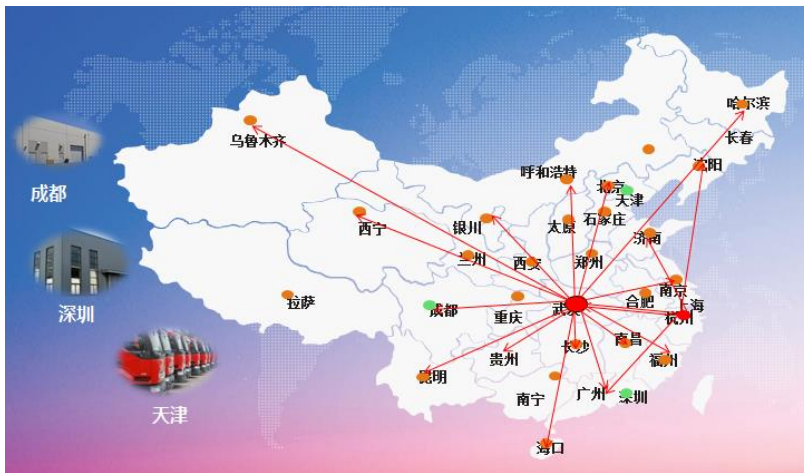 哈尔滨
乌鲁木齐
长春
沈阳
呼和浩特
北京
成都
天津
西宁
银川
太原
石家庄
济南
兰州
西安
郑州
南京
拉萨
成都
重庆
武汉
合肥
上海
深圳
杭州
南昌
长沙
贵州
福州
昆明
南宁
广州
深圳
天津
海口